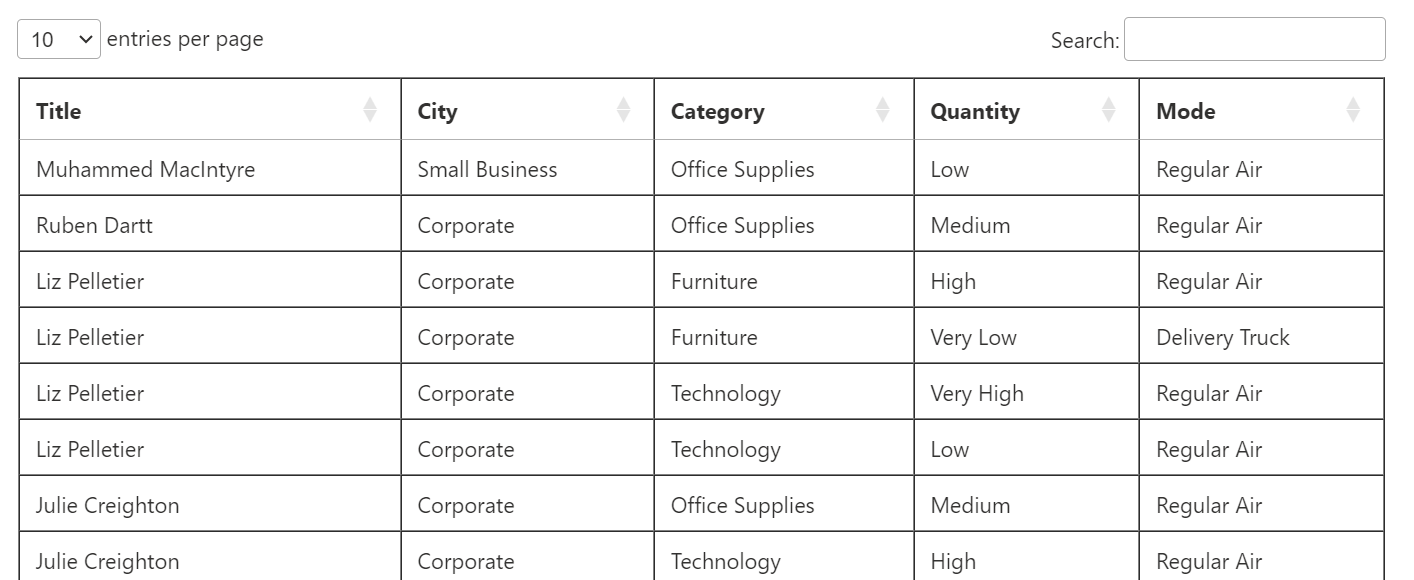 10 entries per page Search:
Title City Category Quantity Mode
Muhammed MacIntyre Small Business Office Supplies Low Regular Air
Ruben Dartt Corporate Office Supplies Medium Regular Air
Liz Pelletier Corporate Furniture High Regular Air
Liz Pelletier Corporate Furniture Very Low Delivery Truck
Liz Pelletier Corporate Technology Very High Regular Air
Liz Pelletier Corporate Technology Low Regular Air
Julie Creighton Corporate Office Supplies Medium Regular Air
Julie Creighton Corporate Technology High Regular Air